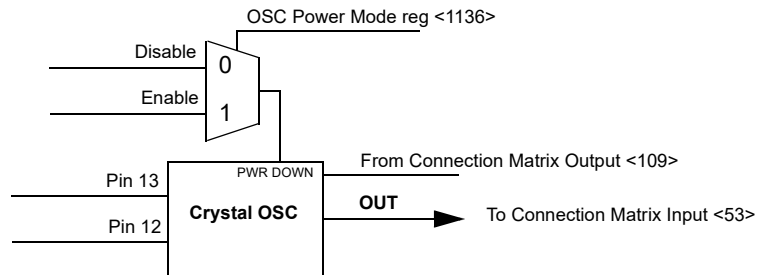 OSC Power Mode reg <1136>
Disable
0
Enable
1
PWR DOWN
From Connection Matrix Output <109>
Pin 13
Crystal OSC
OUT
To Connection Matrix Input <53>
Pin 12